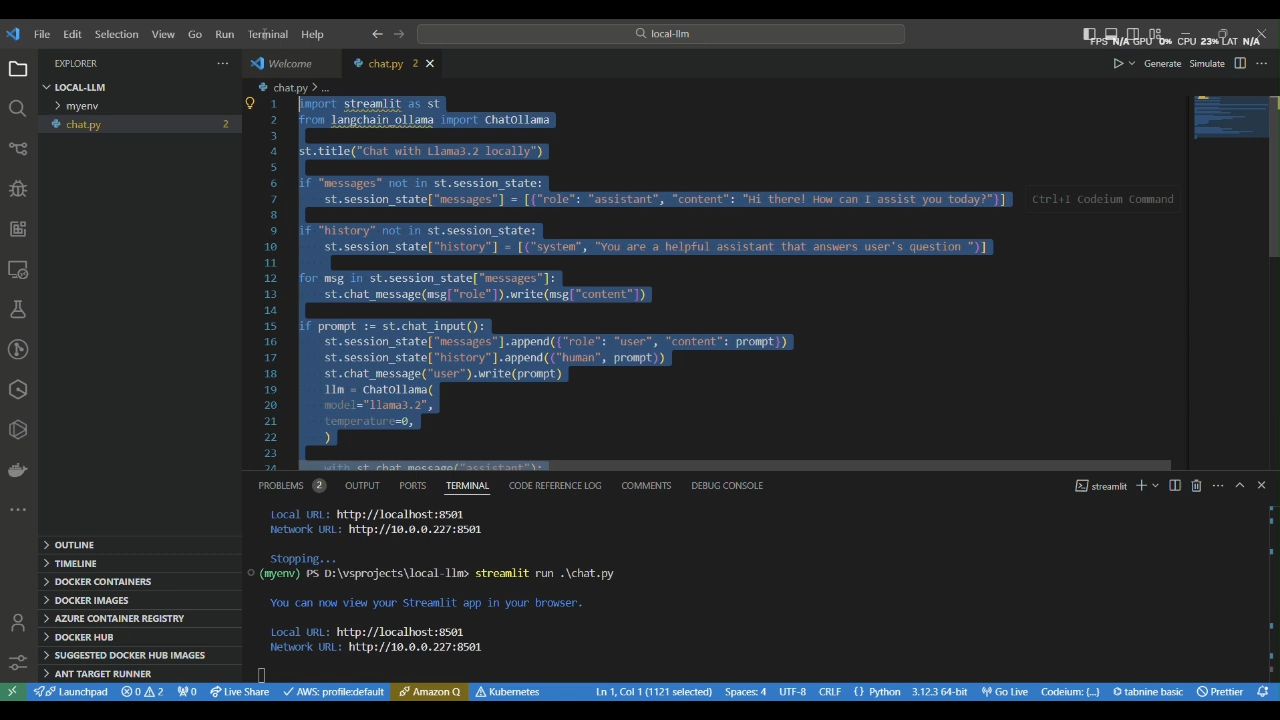 File Edit Selection View Go Run Terminal Help
local-llm
FPS N/A GPU 0% CPU 23% LAT N/A
EXPLORER
Welcome
chat.py 2
Generate Simulate
LOCAL-LLM
myenv
chat.py 2
chat.py > ...
1 import streamlit as st
2 from langchain_ollama import ChatOllama
3
4 st.title("Chat with Llama3.2 locally")
5
6 if "messages" not in st.session_state:
7 st.session_state["messages"] = [{"role": "assistant", "content": "Hi there! How can I assist you today?"}]
Ctrl+I Codeium Command
8
9 if "history" not in st.session_state:
10 st.session_state["history"] = [("system", "You are a helpful assistant that answers user's question ")]
11
12 for msg in st.session_state["messages"]:
13 st.chat_message(msg["role"]).write(msg["content"])
14
15 if prompt := st.chat_input():
16 st.session_state["messages"].append({"role": "user", "content": prompt})
17 st.session_state["history"].append(("human", prompt))
18 st.chat_message("user").write(prompt)
19 llm = ChatOllama(
20 model="llama3.2",
21 temperature=0,
22 )
23
24 with st.chat_message("assistant"):
PROBLEMS 2 OUTPUT PORTS TERMINAL CODE REFERENCE LOG COMMENTS DEBUG CONSOLE
streamlit
Local URL: http://localhost:8501
Network URL: http://10.0.0.227:8501
Stopping...
(myenv) PS D:\vsprojects\local-llm> streamlit run .\chat.py
You can now view your Streamlit app in your browser.
Local URL: http://localhost:8501
Network URL: http://10.0.0.227:8501
OUTLINE
TIMELINE
DOCKER CONTAINERS
DOCKER IMAGES
AZURE CONTAINER REGISTRY
DOCKER HUB
SUGGESTED DOCKER HUB IMAGES
ANT TARGET RUNNER
Launchpad 0 2 0 Live Share AWS: profile:default Amazon Q Kubernetes
Ln 1, Col 1 (1121 selected) Spaces: 4 UTF-8 CRLF {} Python 3.12.3 64-bit Go Live Codeium: {...} tabnine basic Prettier